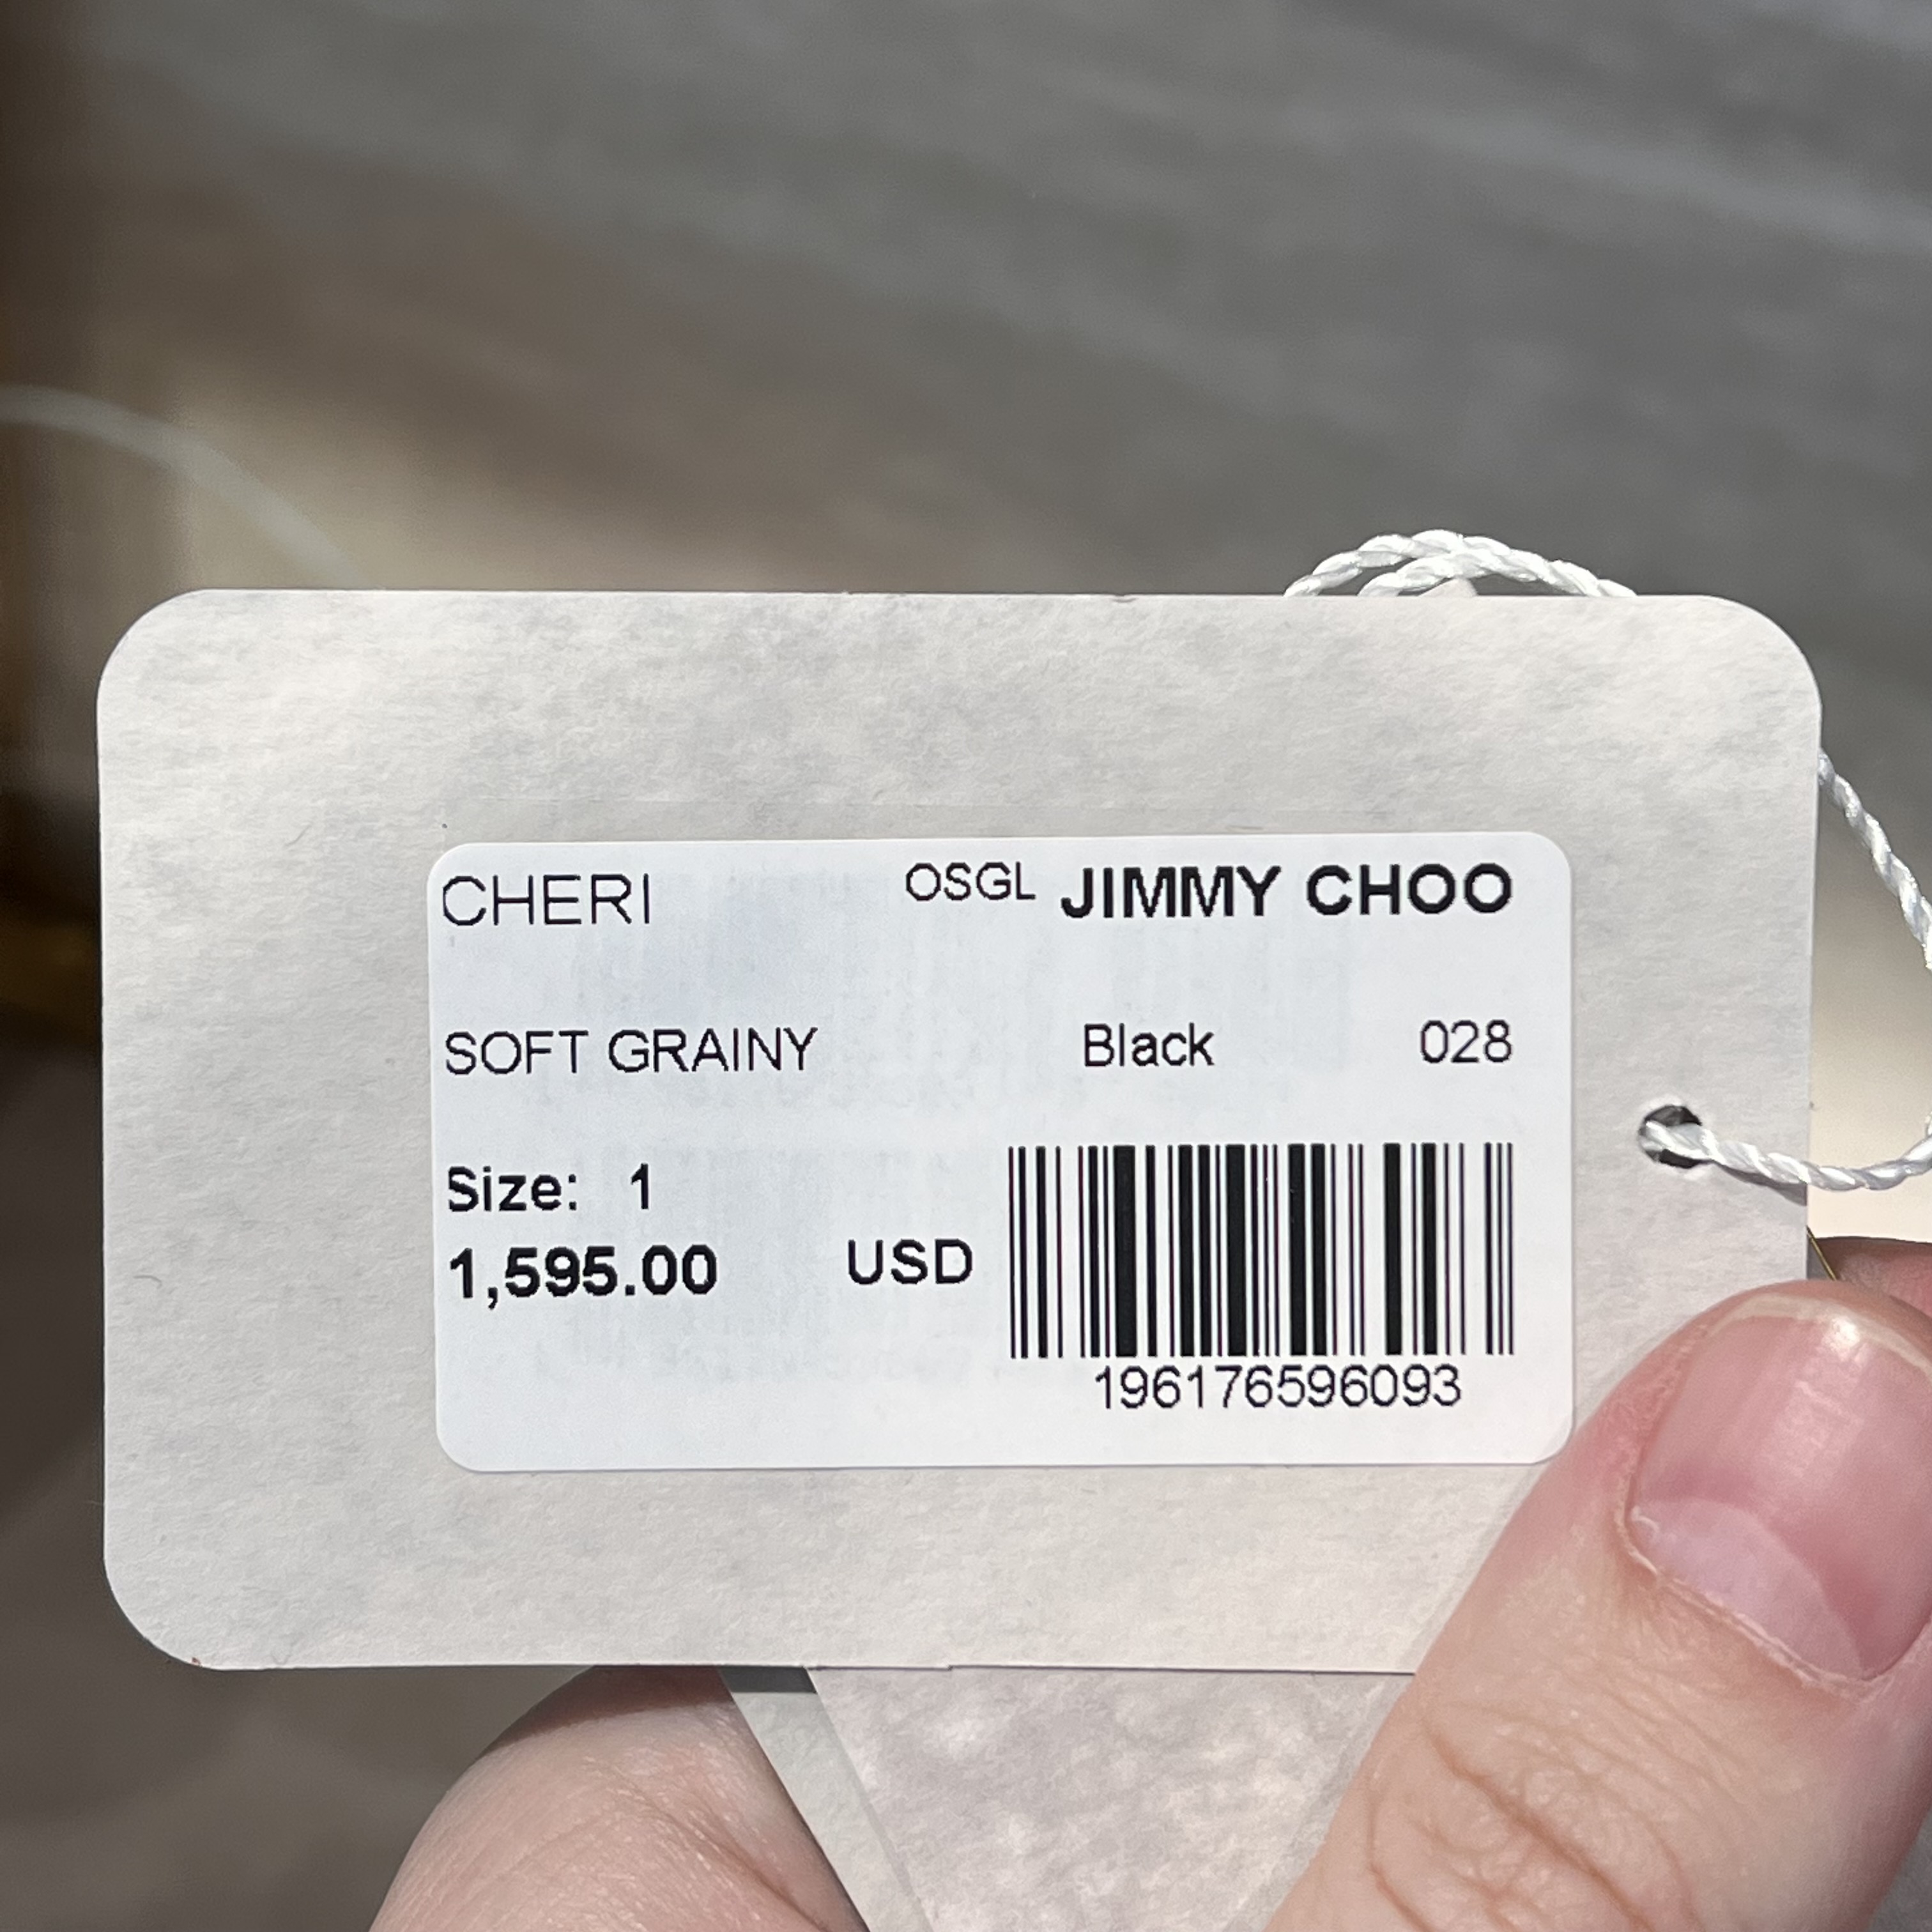 CHERI OSGL JIMMY CHOO
SOFT GRAINY Black 028
Size: 1
1,595.00 USD
196176596093